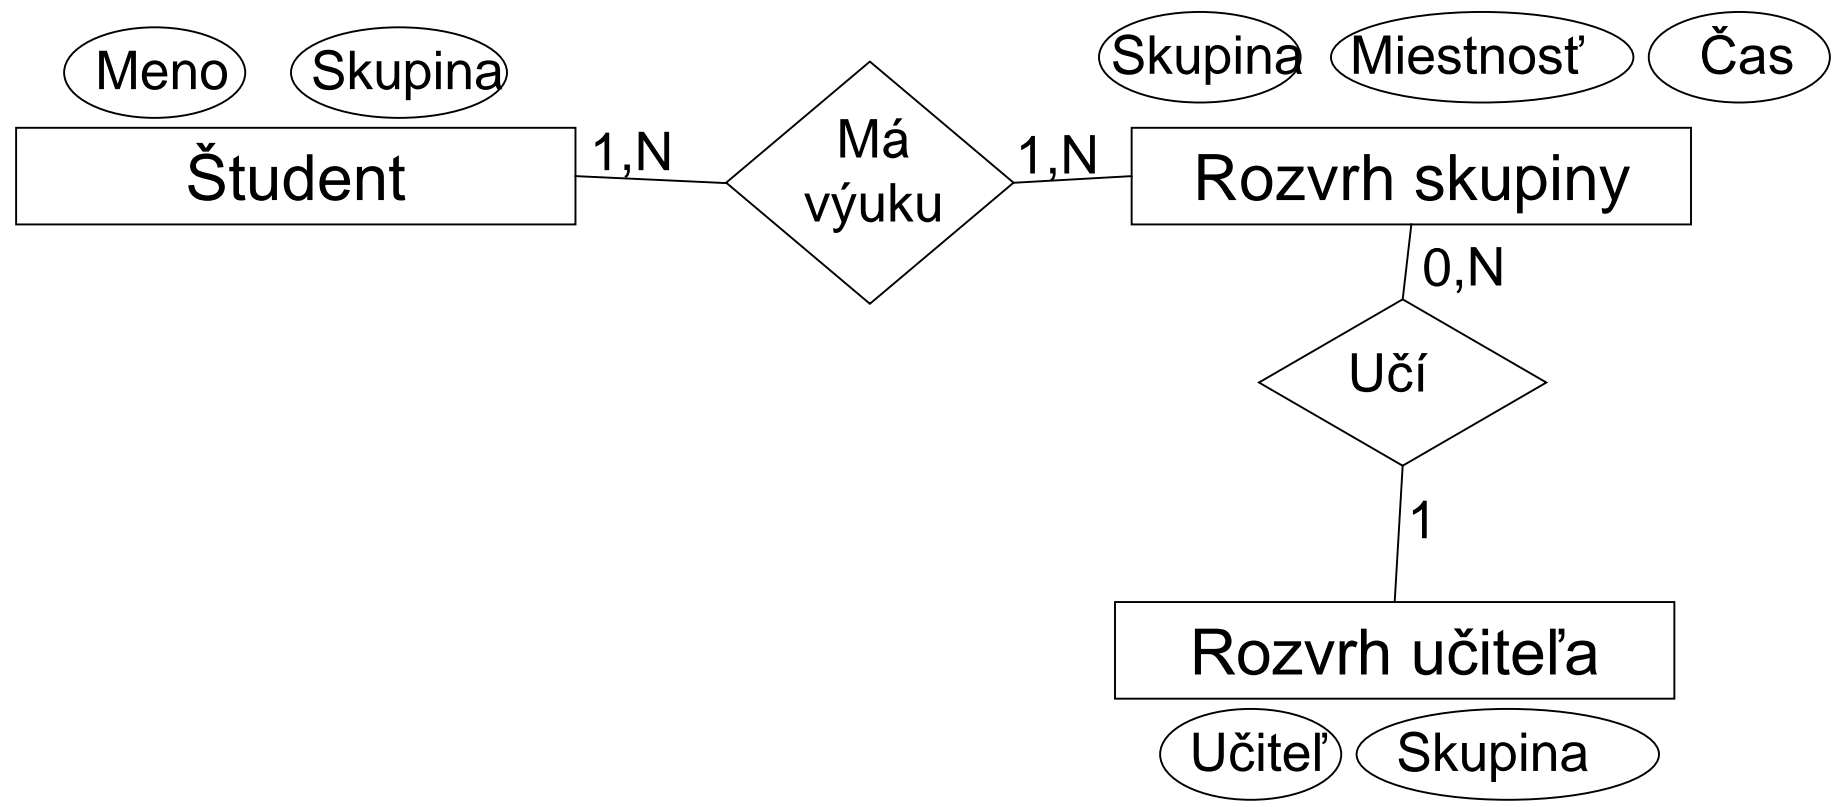 Meno
Skupina
Skupina
Miestnosť
Čas
Študent
1,N
Má
výuku
1,N
Rozvrh skupiny
0,N
Učí
1
Rozvrh učiteľa
Učiteľ
Skupina